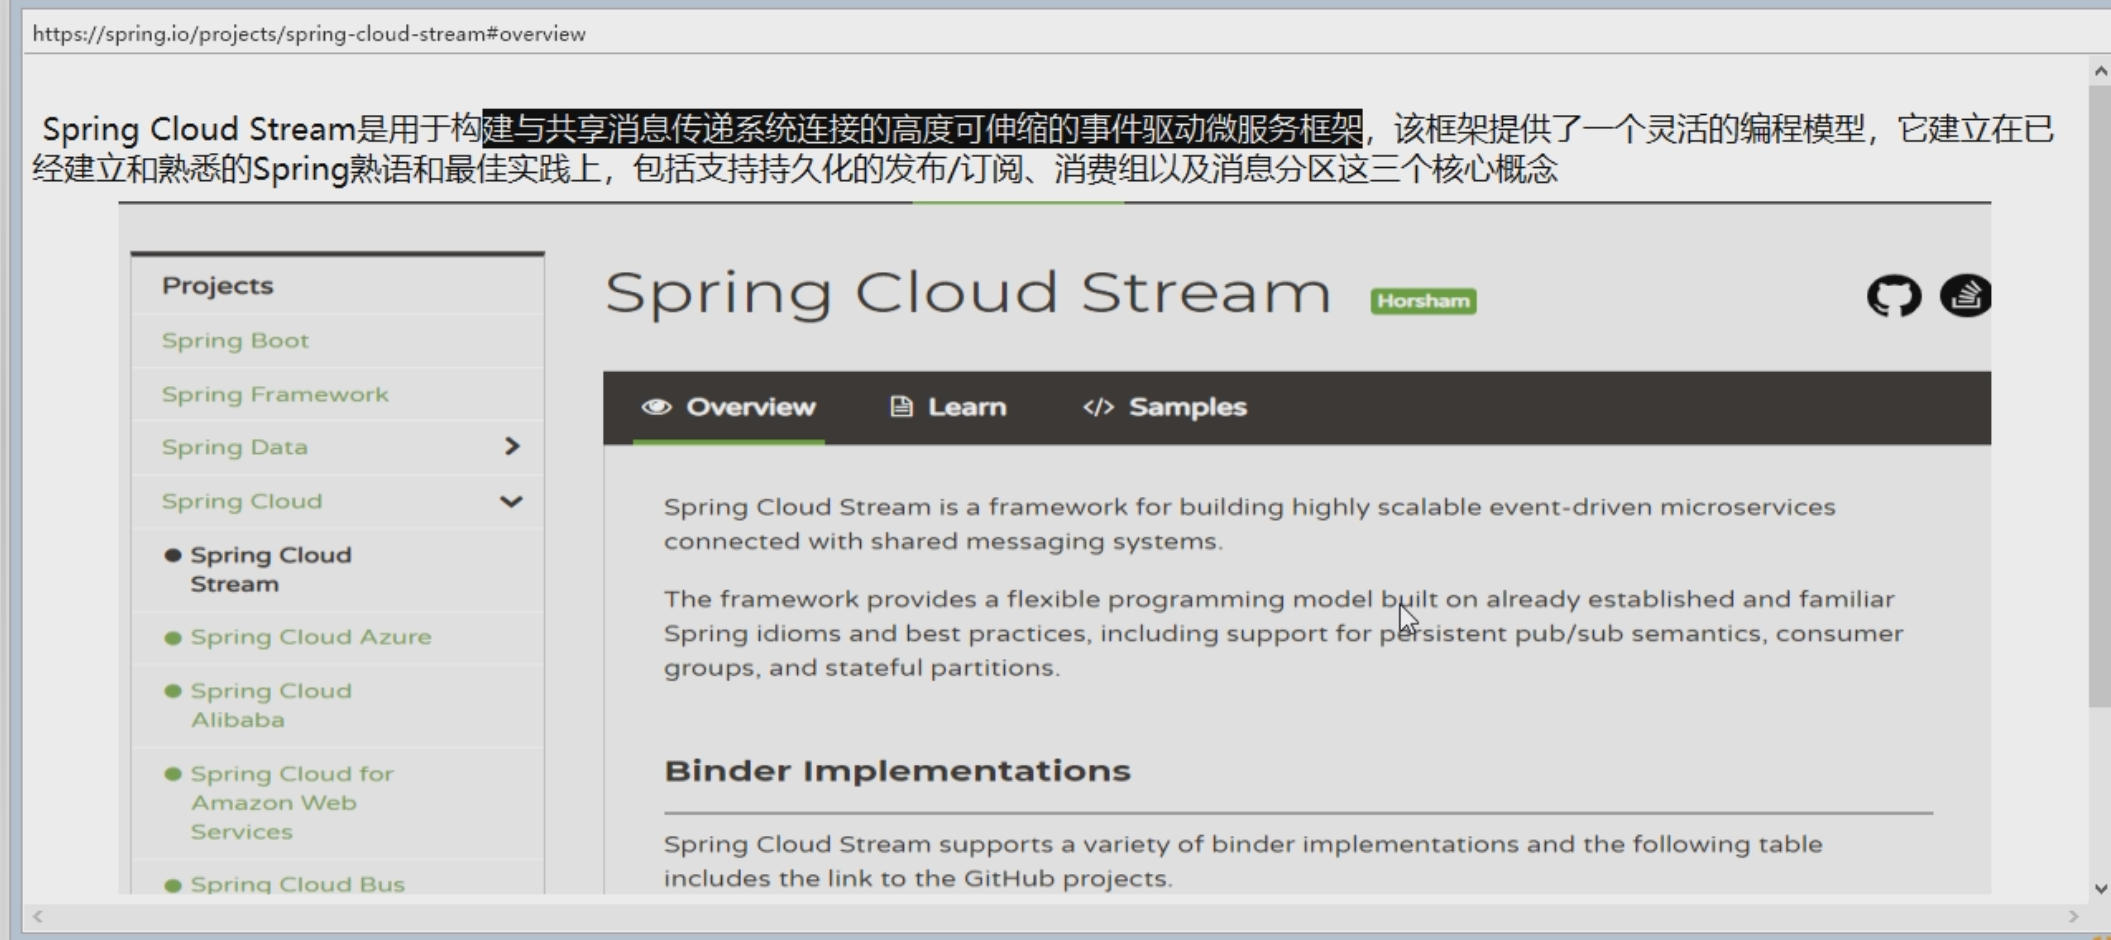 https://spring.io/projects/spring-cloud-stream#overview
Spring Cloud Stream是用于构建与共享消息传递系统连接的高度可伸缩的事件驱动微服务框架，该框架提供了一个灵活的编程模型，它建立在已
经建立和熟悉的Spring熟语和最佳实践上，包括支持持久化的发布/订阅、消费组以及消息分区这三个核心概念
Projects
Spring Boot
Spring Framework
Spring Data
Spring Cloud
Spring Cloud
Stream
Spring Cloud Azure
Spring Cloud
Alibaba
Spring Cloud for
Amazon Web
Services
Spring Cloud Bus
Spring Cloud Stream Horsham
Overview Learn </> Samples
Spring Cloud Stream is a framework for building highly scalable event-driven microservices
connected with shared messaging systems.
The framework provides a flexible programming model built on already established and familiar
Spring idioms and best practices, including support for persistent pub/sub semantics, consumer
groups, and stateful partitions.
Binder Implementations
Spring Cloud Stream supports a variety of binder implementations and the following table
includes the link to the GitHub projects.